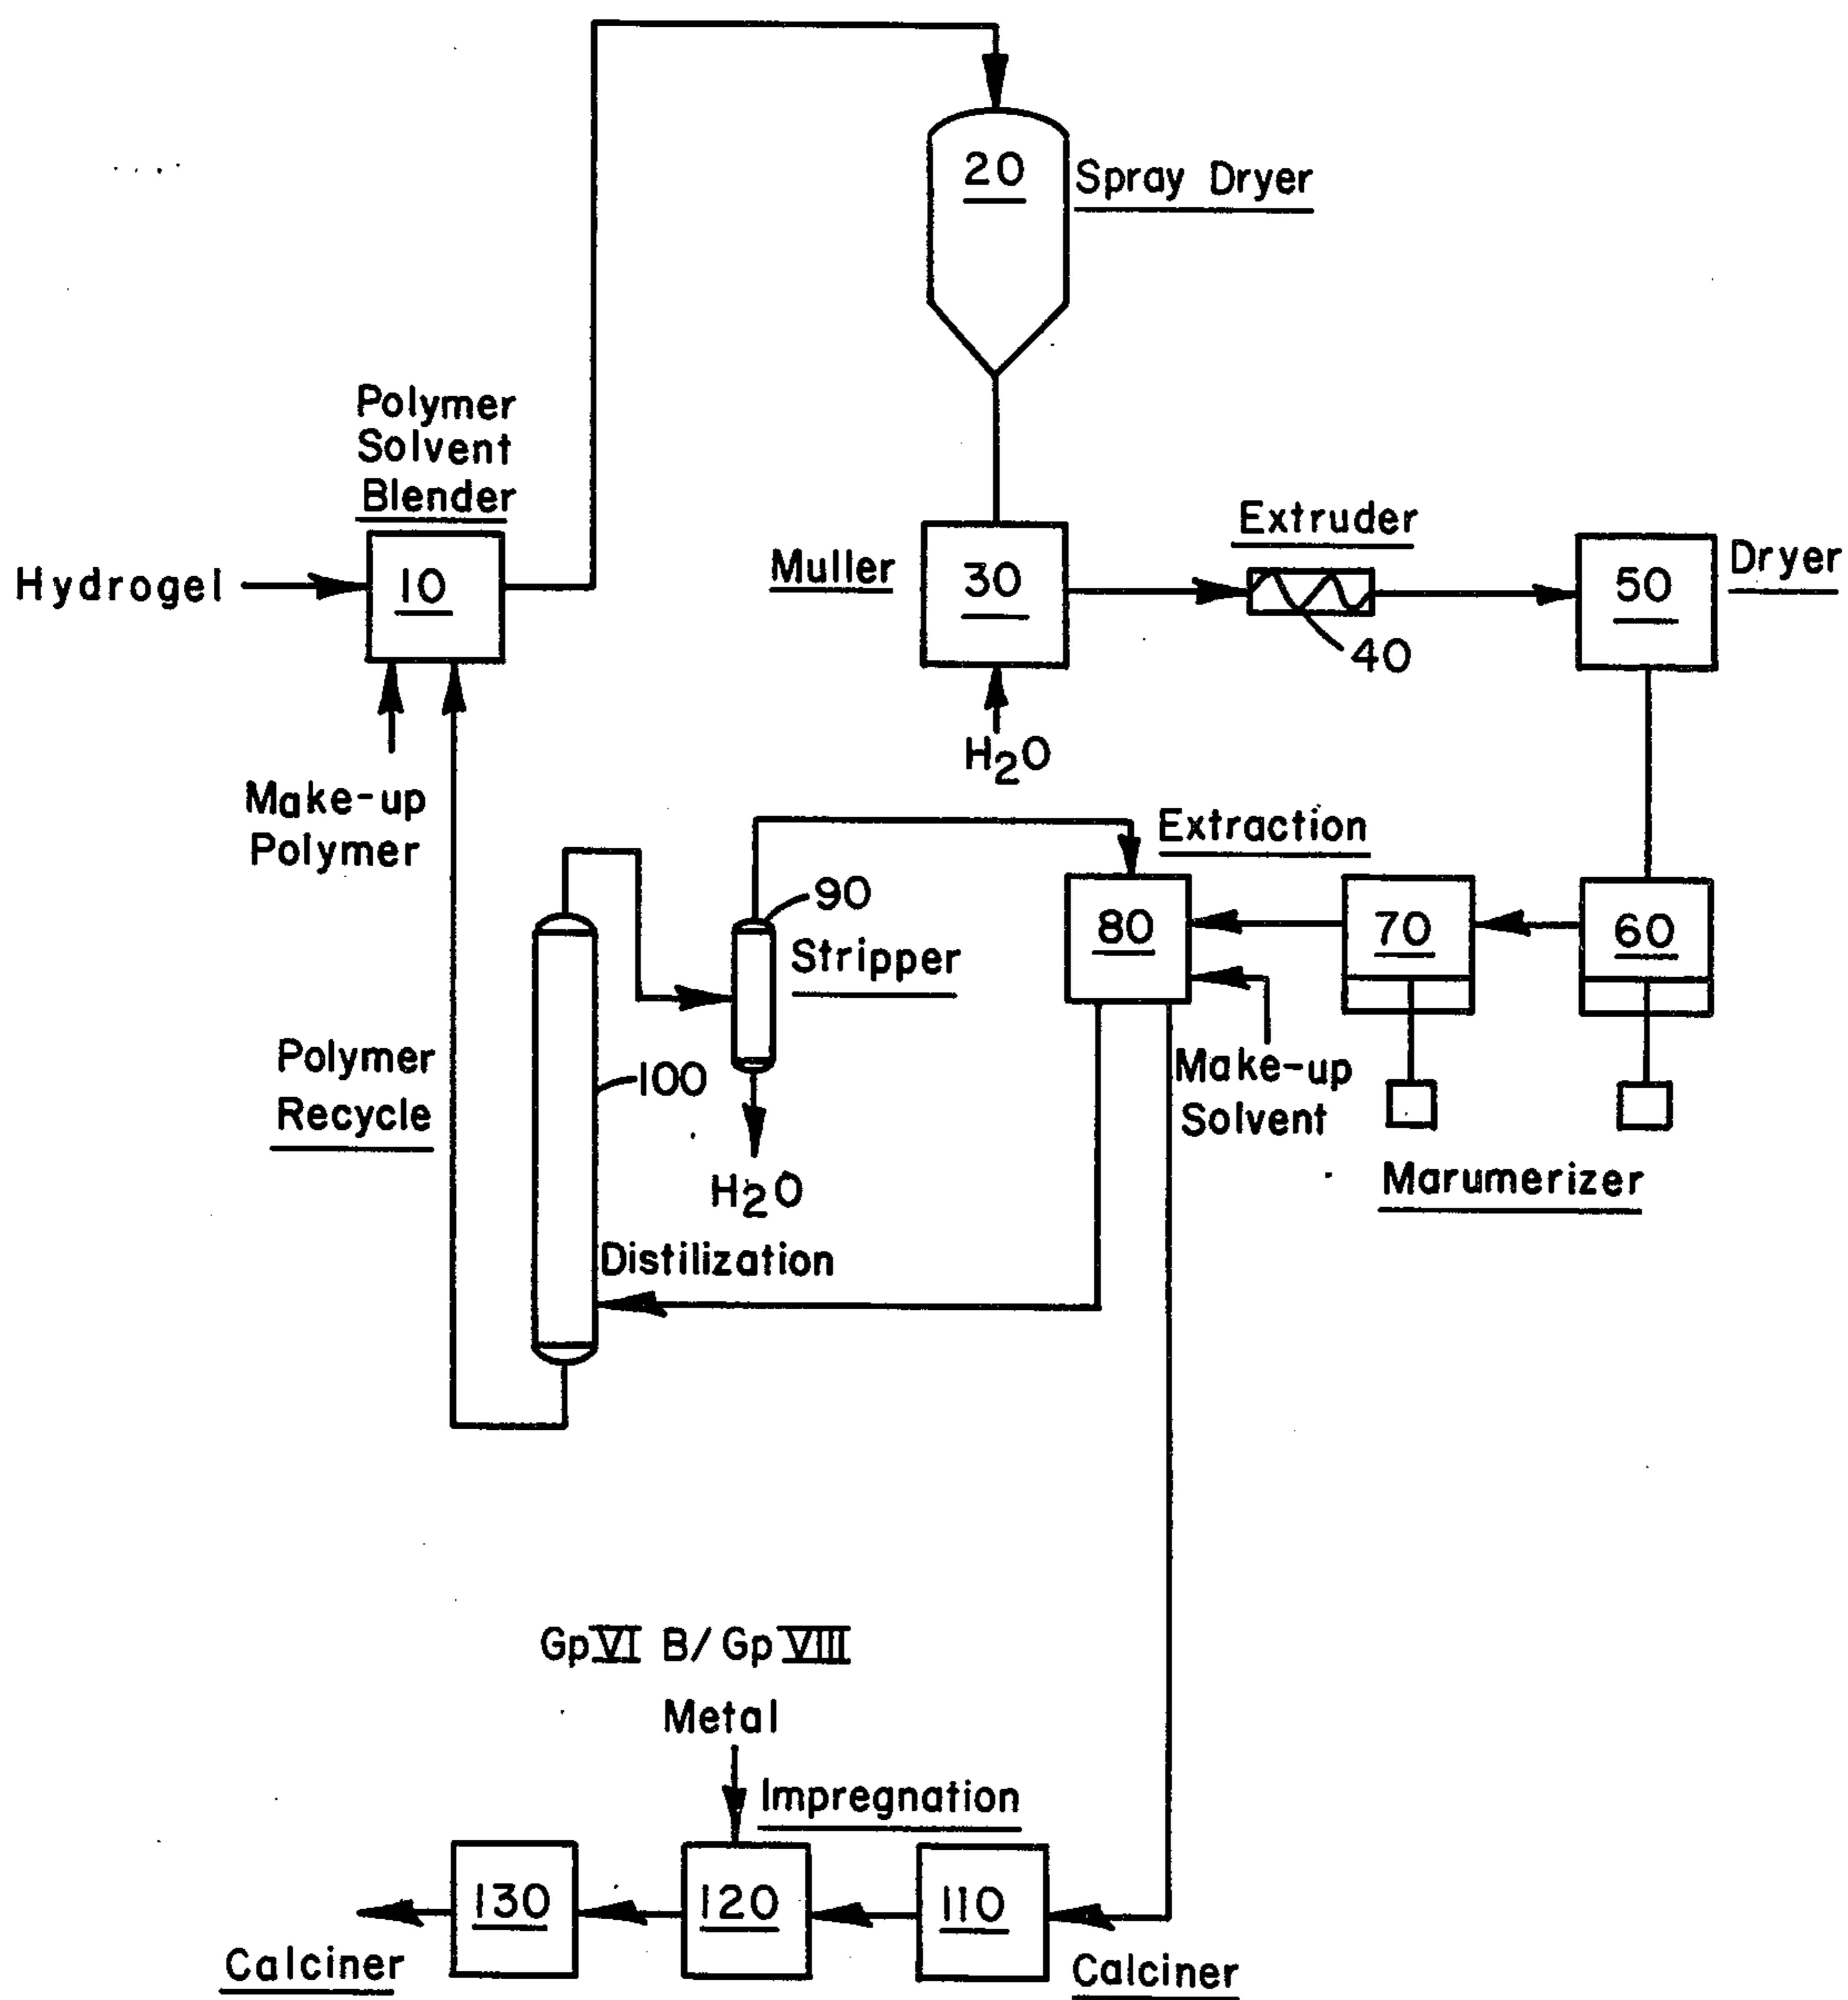 20
Spray Dryer
Polymer
Solvent
Blender
Hydrogel
10
Make-up
Polymer
Muller
30
H2O
Extruder
40
50
Dryer
Extraction
80
70
60
90
Stripper
Make-up
Solvent
Marumerizer
Polymer
Recycle
100
H2O
Distilization
Gp VI B/Gp VIII
Metal
Impregnation
130
120
110
Calciner
Calciner